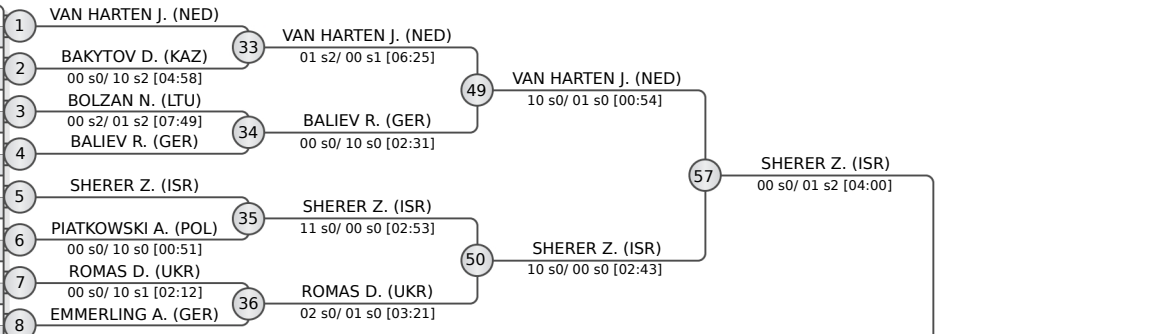 1
VAN HARTEN J. (NED)
33
VAN HARTEN J. (NED)
01 s2/ 00 s1 [06:25]
2
BAKYTOV D. (KAZ)
00 s0/ 10 s2 [04:58]
49
VAN HARTEN J. (NED)
10 s0/ 01 s0 [00:54]
3
BOLZAN N. (LTU)
00 s2/ 01 s2 [07:49]
34
BALIEV R. (GER)
00 s0/ 10 s0 [02:31]
4
BALIEV R. (GER)
57
SHERER Z. (ISR)
00 s0/ 01 s2 [04:00]
5
SHERER Z. (ISR)
35
SHERER Z. (ISR)
11 s0/ 00 s0 [02:53]
6
PIATKOWSKI A. (POL)
00 s0/ 10 s0 [00:51]
50
SHERER Z. (ISR)
10 s0/ 00 s0 [02:43]
7
ROMAS D. (UKR)
00 s0/ 10 s1 [02:12]
36
ROMAS D. (UKR)
02 s0/ 01 s0 [03:21]
8
EMMERLING A. (GER)